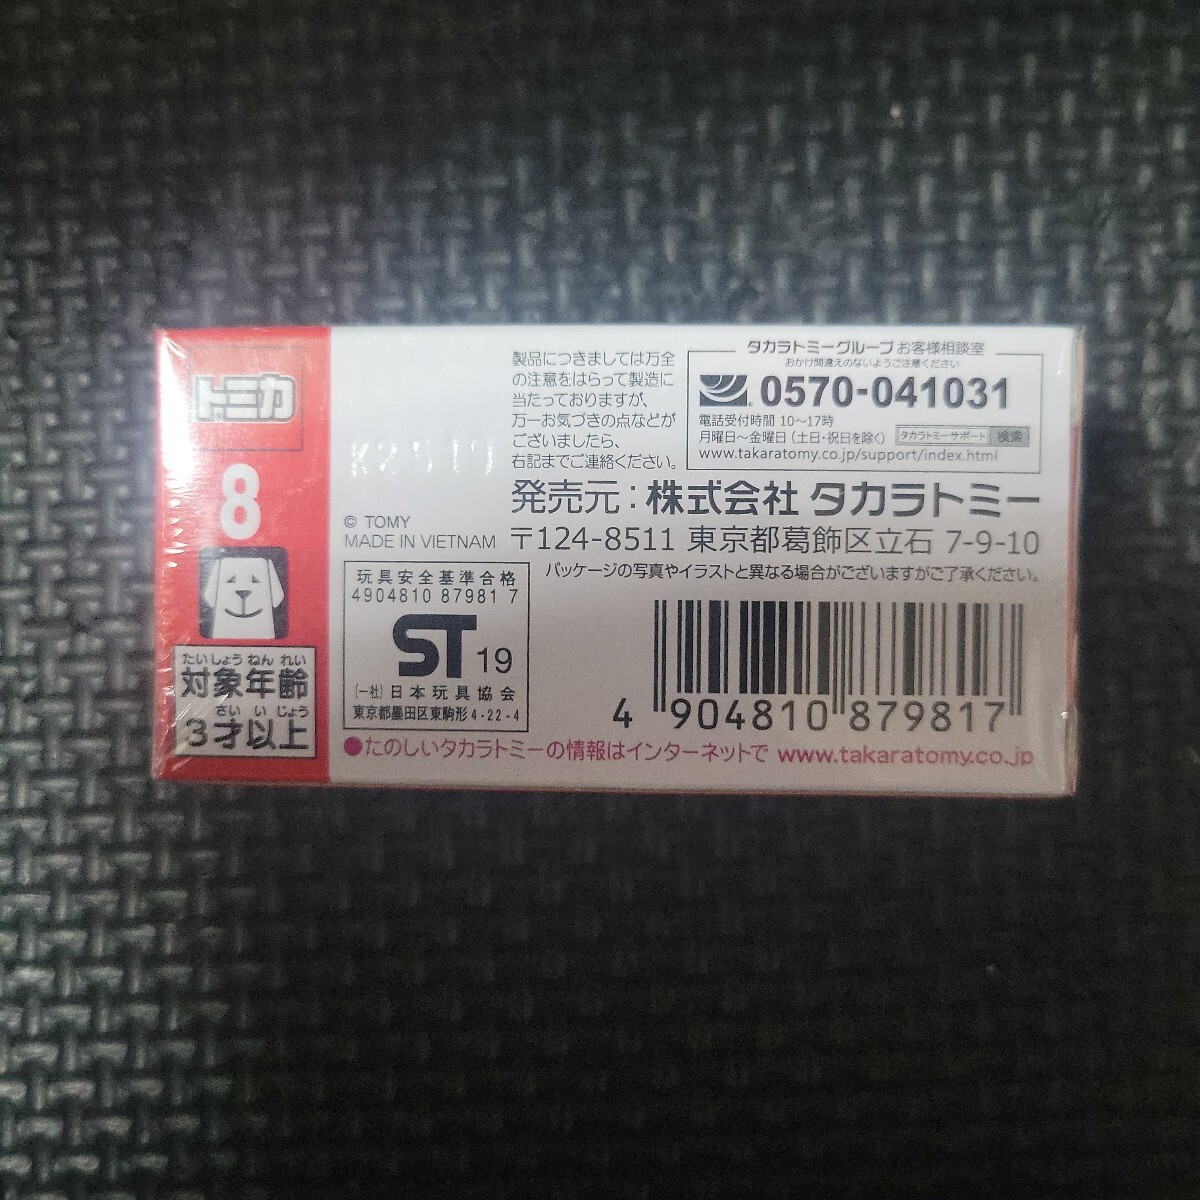 トミカ
8
たいしょうねんれい
対象年齢
さいいじょう
3才以上
製品につきましては万全
の注意をはらって製造に
当たっておりますが、
万一お気づきの点などが
ございましたら、
右記までご連絡ください。
タカラトミーグループお客様相談室
おかけ間違えのないようご注意ください
0570-041031
電話受付時間 10〜17時
月曜日〜金曜日(土日・祝日を除く) タカラトミーサポート 検索
www.takaratomy.co.jp/support/index.html
© TOMY
MADE IN VIETNAM
発売元：株式会社 タカラトミー
〒124-8511 東京都葛飾区立石 7-9-10
パッケージの写真やイラストと異なる場合がございますがご了承ください。
玩具安全基準合格
4904810 87981 7
ST 19
(一社)日本玩具協会
東京都墨田区東駒形4-22-4
4 904810 879817
●たのしいタカラトミーの情報はインターネットで www.takaratomy.co.jp